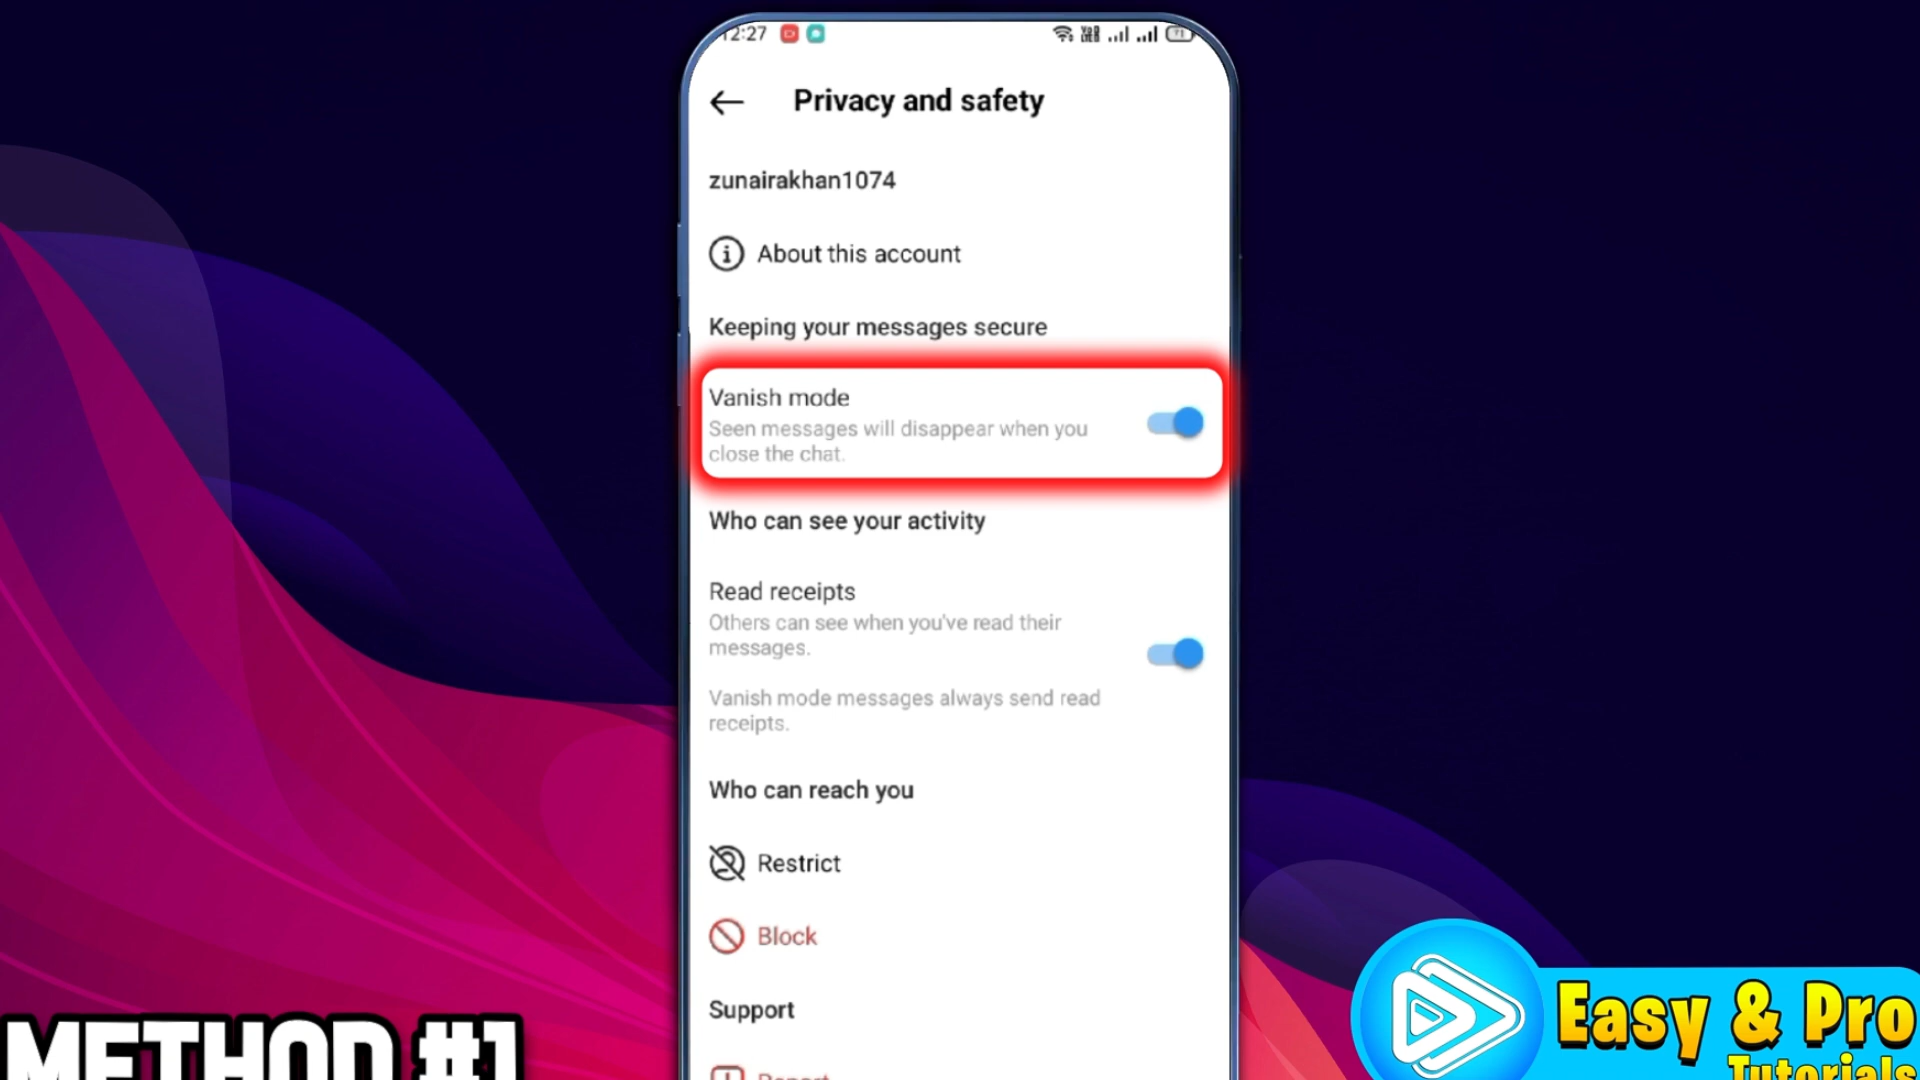 12:27
Privacy and safety
zunairakhan1074
About this account
Keeping your messages secure
Vanish mode
Seen messages will disappear when you
close the chat.
Who can see your activity
Read receipts
Others can see when you've read their
messages.
Vanish mode messages always send read
receipts.
Who can reach you
Restrict
Block
Support
Report
METHOD #1
Easy & Pro
Tutorials